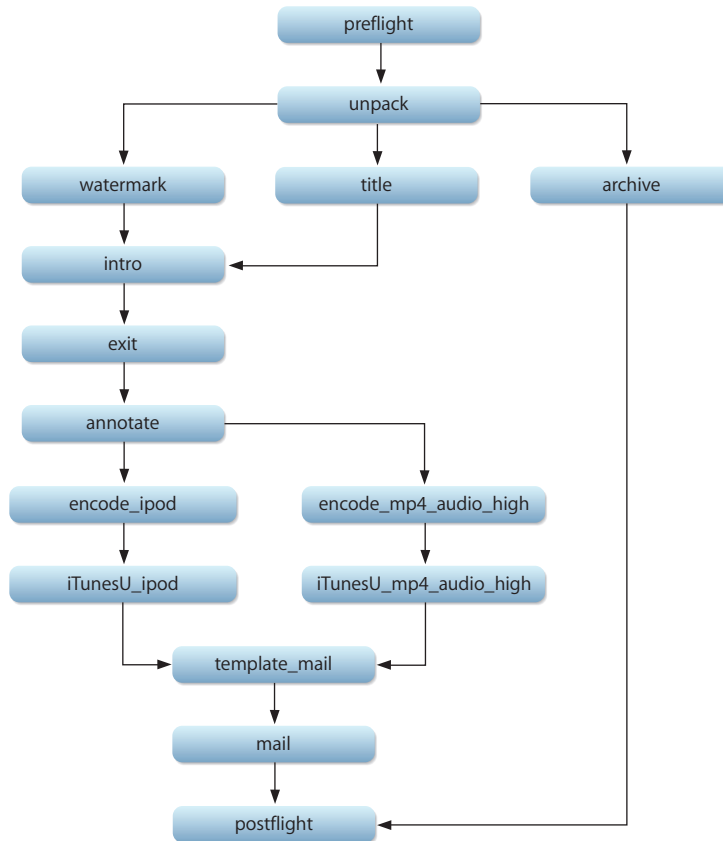 preflight
unpack
watermark
title
archive
intro
exit
annotate
encode_ipod
encode_mp4_audio_high
iTunesU_ipod
iTunesU_mp4_audio_high
template_mail
mail
postflight